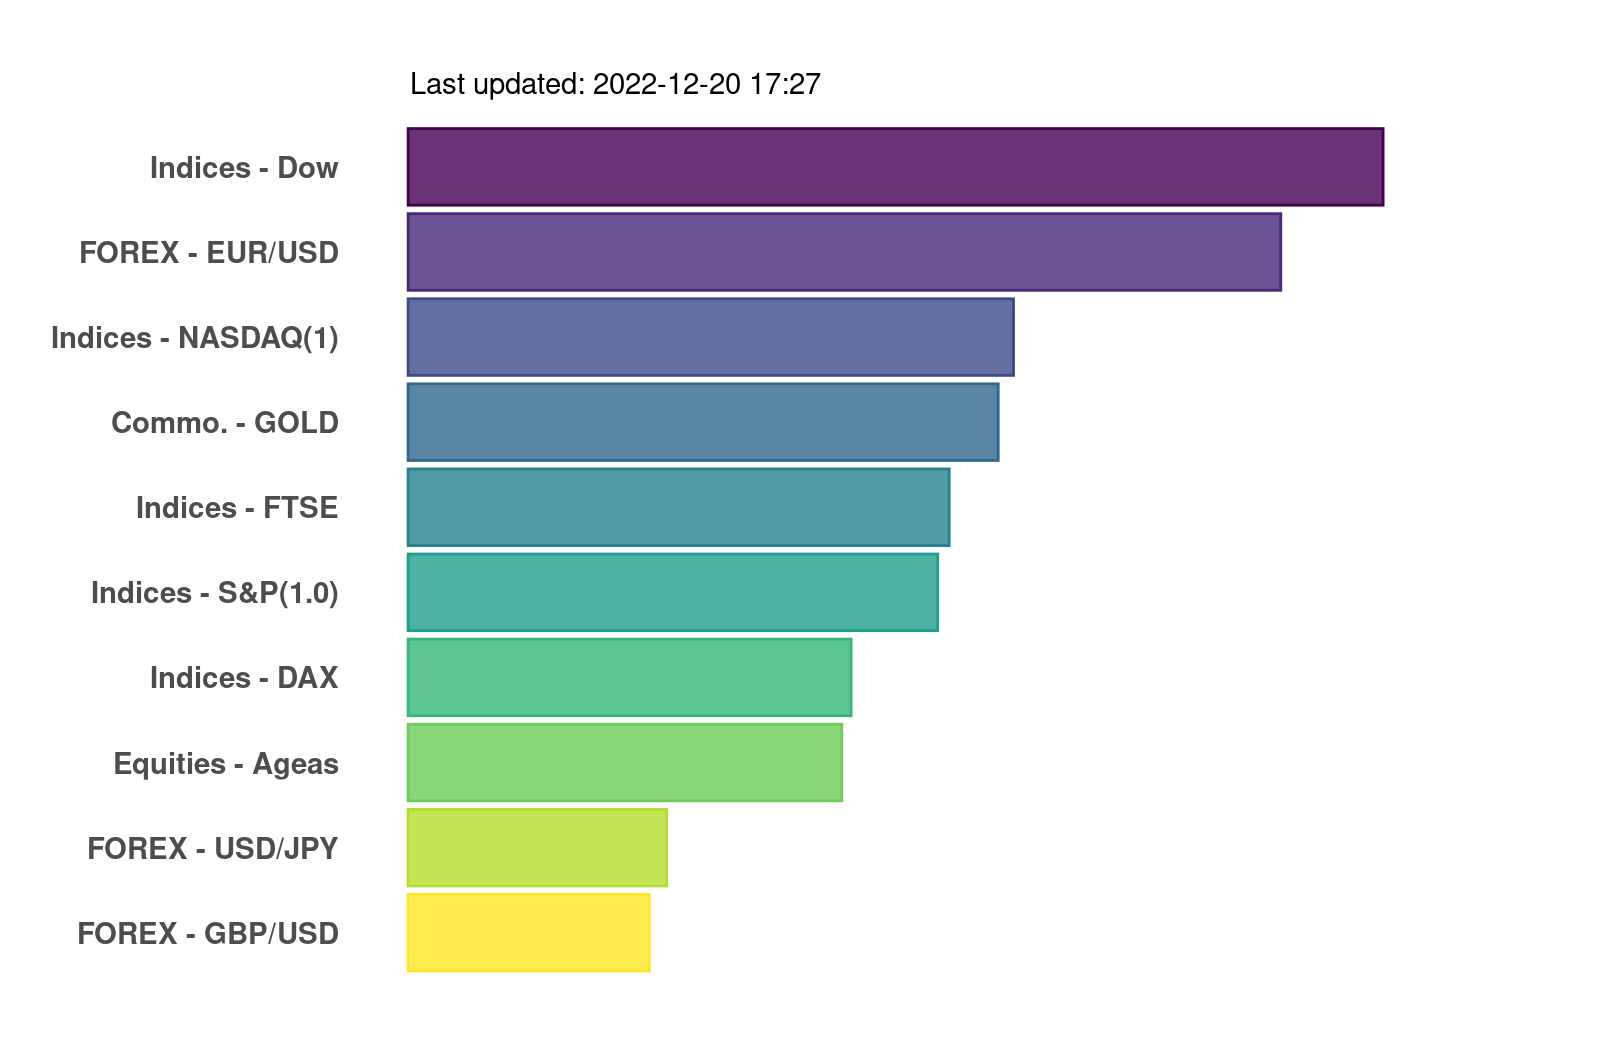 Last updated: 2022-12-20 17:27
Indices - Dow
FOREX - EUR/USD
Indices - NASDAQ(1)
Commo. - GOLD
Indices - FTSE
Indices - S&P(1.0)
Indices - DAX
Equities - Ageas
FOREX - USD/JPY
FOREX - GBP/USD